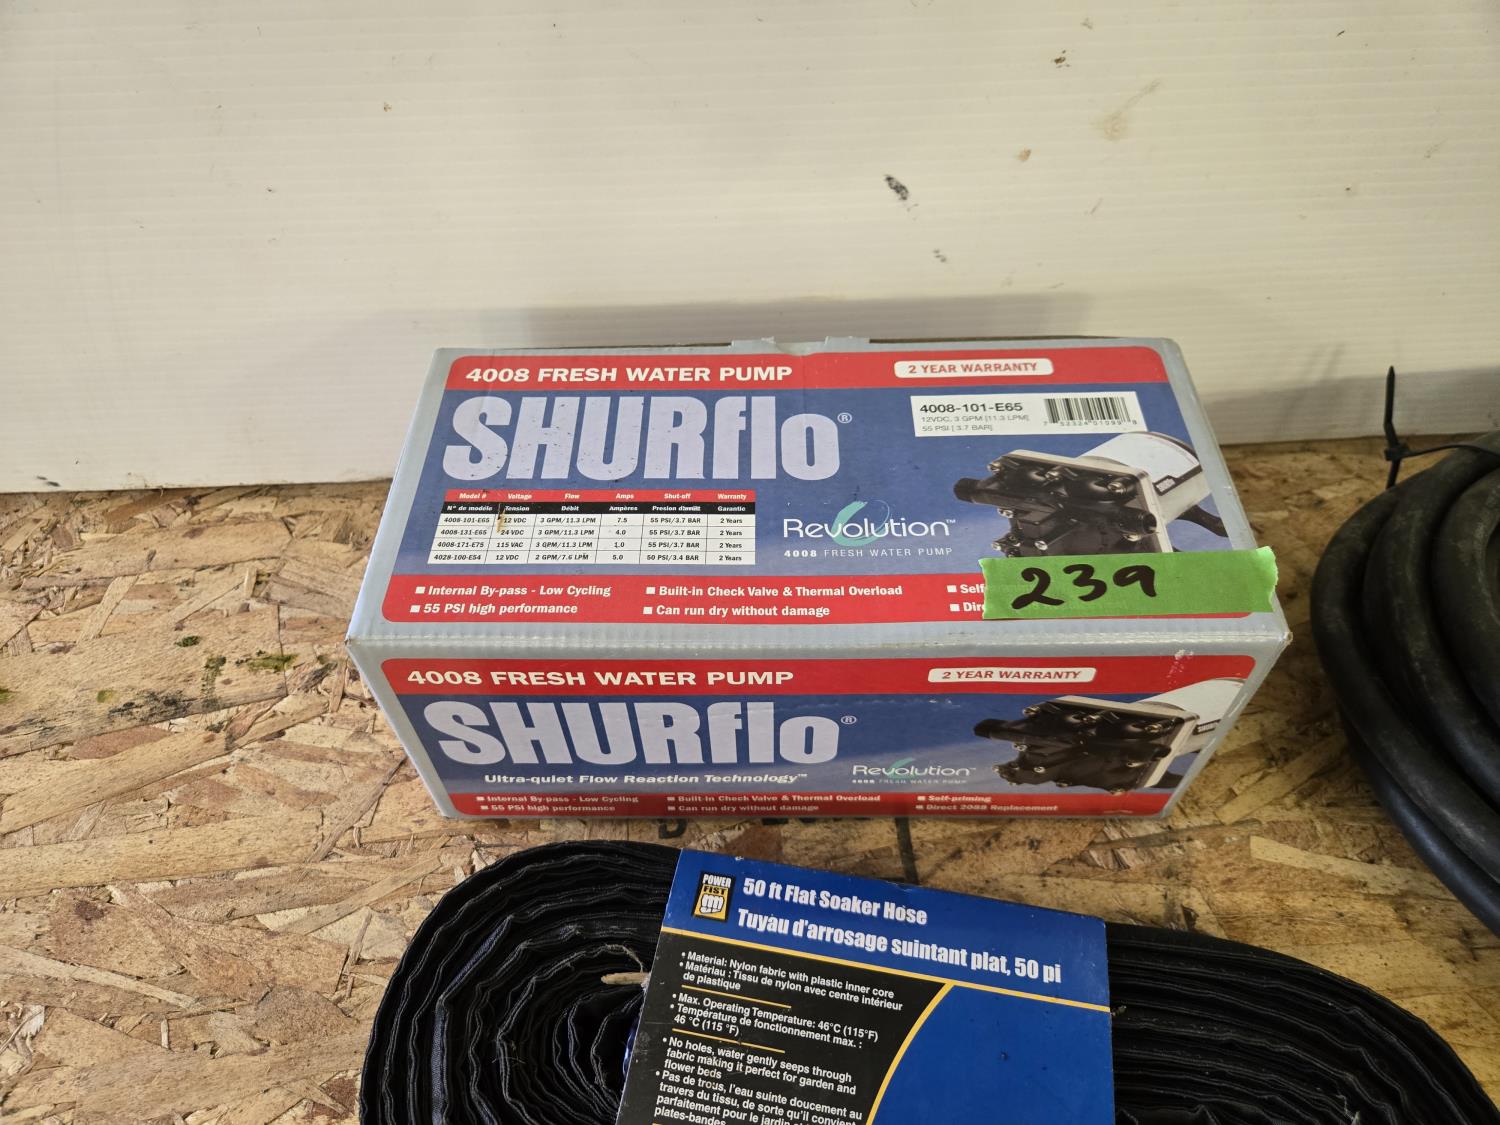 4008 FRESH WATER PUMP
2 YEAR WARRANTY
SHURflo®
4008-101-E65
12VDC, 3 GPM [11.3 LPM]
55 PSI [ 3.7 BAR]
Model # Voltage Flow Amps Shut-off Warranty
N° de modèle Tension Débit Ampères Garantie
4008-101-E65 12 VDC 3 GPM/11.3 LPM 7.5 55 PSI/3.7 BAR 2 Years
4008-131-E65 24 VDC 3 GPM/11.3 LPM 4.0 55 PSI/3.7 BAR 2 Years
4008-171-E75 115 VAC 3 GPM/11.3 LPM 1.0 55 PSI/3.7 BAR 2 Years
4028-100-E54 12 VDC 2 GPM/7.6 LPM 5.0 50 PSI/3.4 BAR 2 Years
Revolution™
4008 FRESH WATER PUMP
Internal By-pass - Low Cycling
Built-in Check Valve & Thermal Overload
Self
55 PSI high performance
Can run dry without damage
Dire
239
4008 FRESH WATER PUMP
2 YEAR WARRANTY
SHURflo®
Ultra-quiet Flow Reaction Technology™
Revolution™
4008 FRESH WATER PUMP
Internal By-pass - Low Cycling
Built-in Check Valve & Thermal Overload
Self-priming
55 PSI high performance
Can run dry without damage
Direct 2088 Replacement
POWER
FIST
50 ft Flat Soaker Hose
Tuyau d'arrosage suintant plat, 50 pi
• Material: Nylon fabric with plastic inner core
• Matériau : Tissu de nylon avec centre intérieur
de plastique
• Max. Operating Temperature: 46°C (115°F)
• Température de fonctionnement max. :
46 °C (115 °F)
• No holes, water gently seeps through
fabric making it perfect for garden and
flower beds
• Pas de trous, l'eau suinte doucement au
travers du tissu, de sorte qu'il convient
parfaitement pour le jardin
plates-bandes